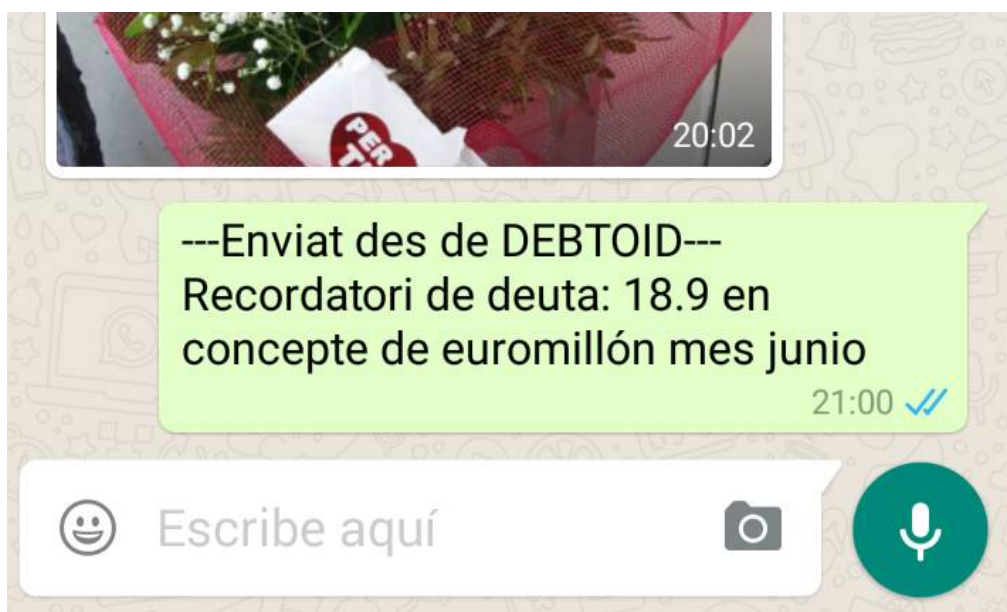 PER
20:02
---Enviat des de DEBTOID---
Recordatori de deuta: 18.9 en
concepte de euromillón mes junio
21:00
Escribe aquí